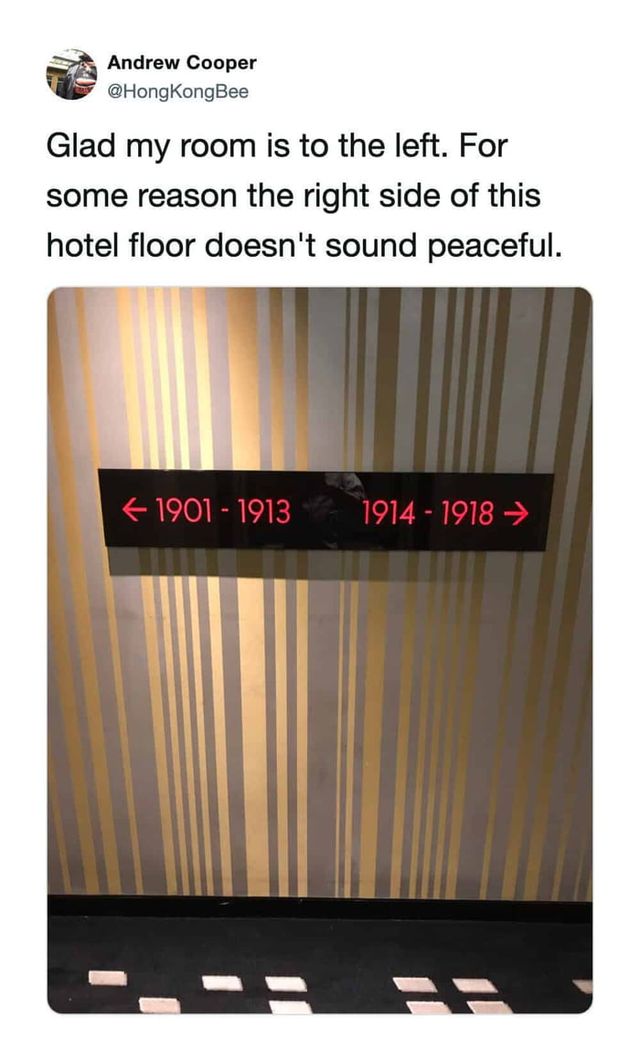 Andrew Cooper
@HongKongBee
Glad my room is to the left. For
some reason the right side of this
hotel floor doesn't sound peaceful.
← 1901 - 1913 1914 - 1918 →